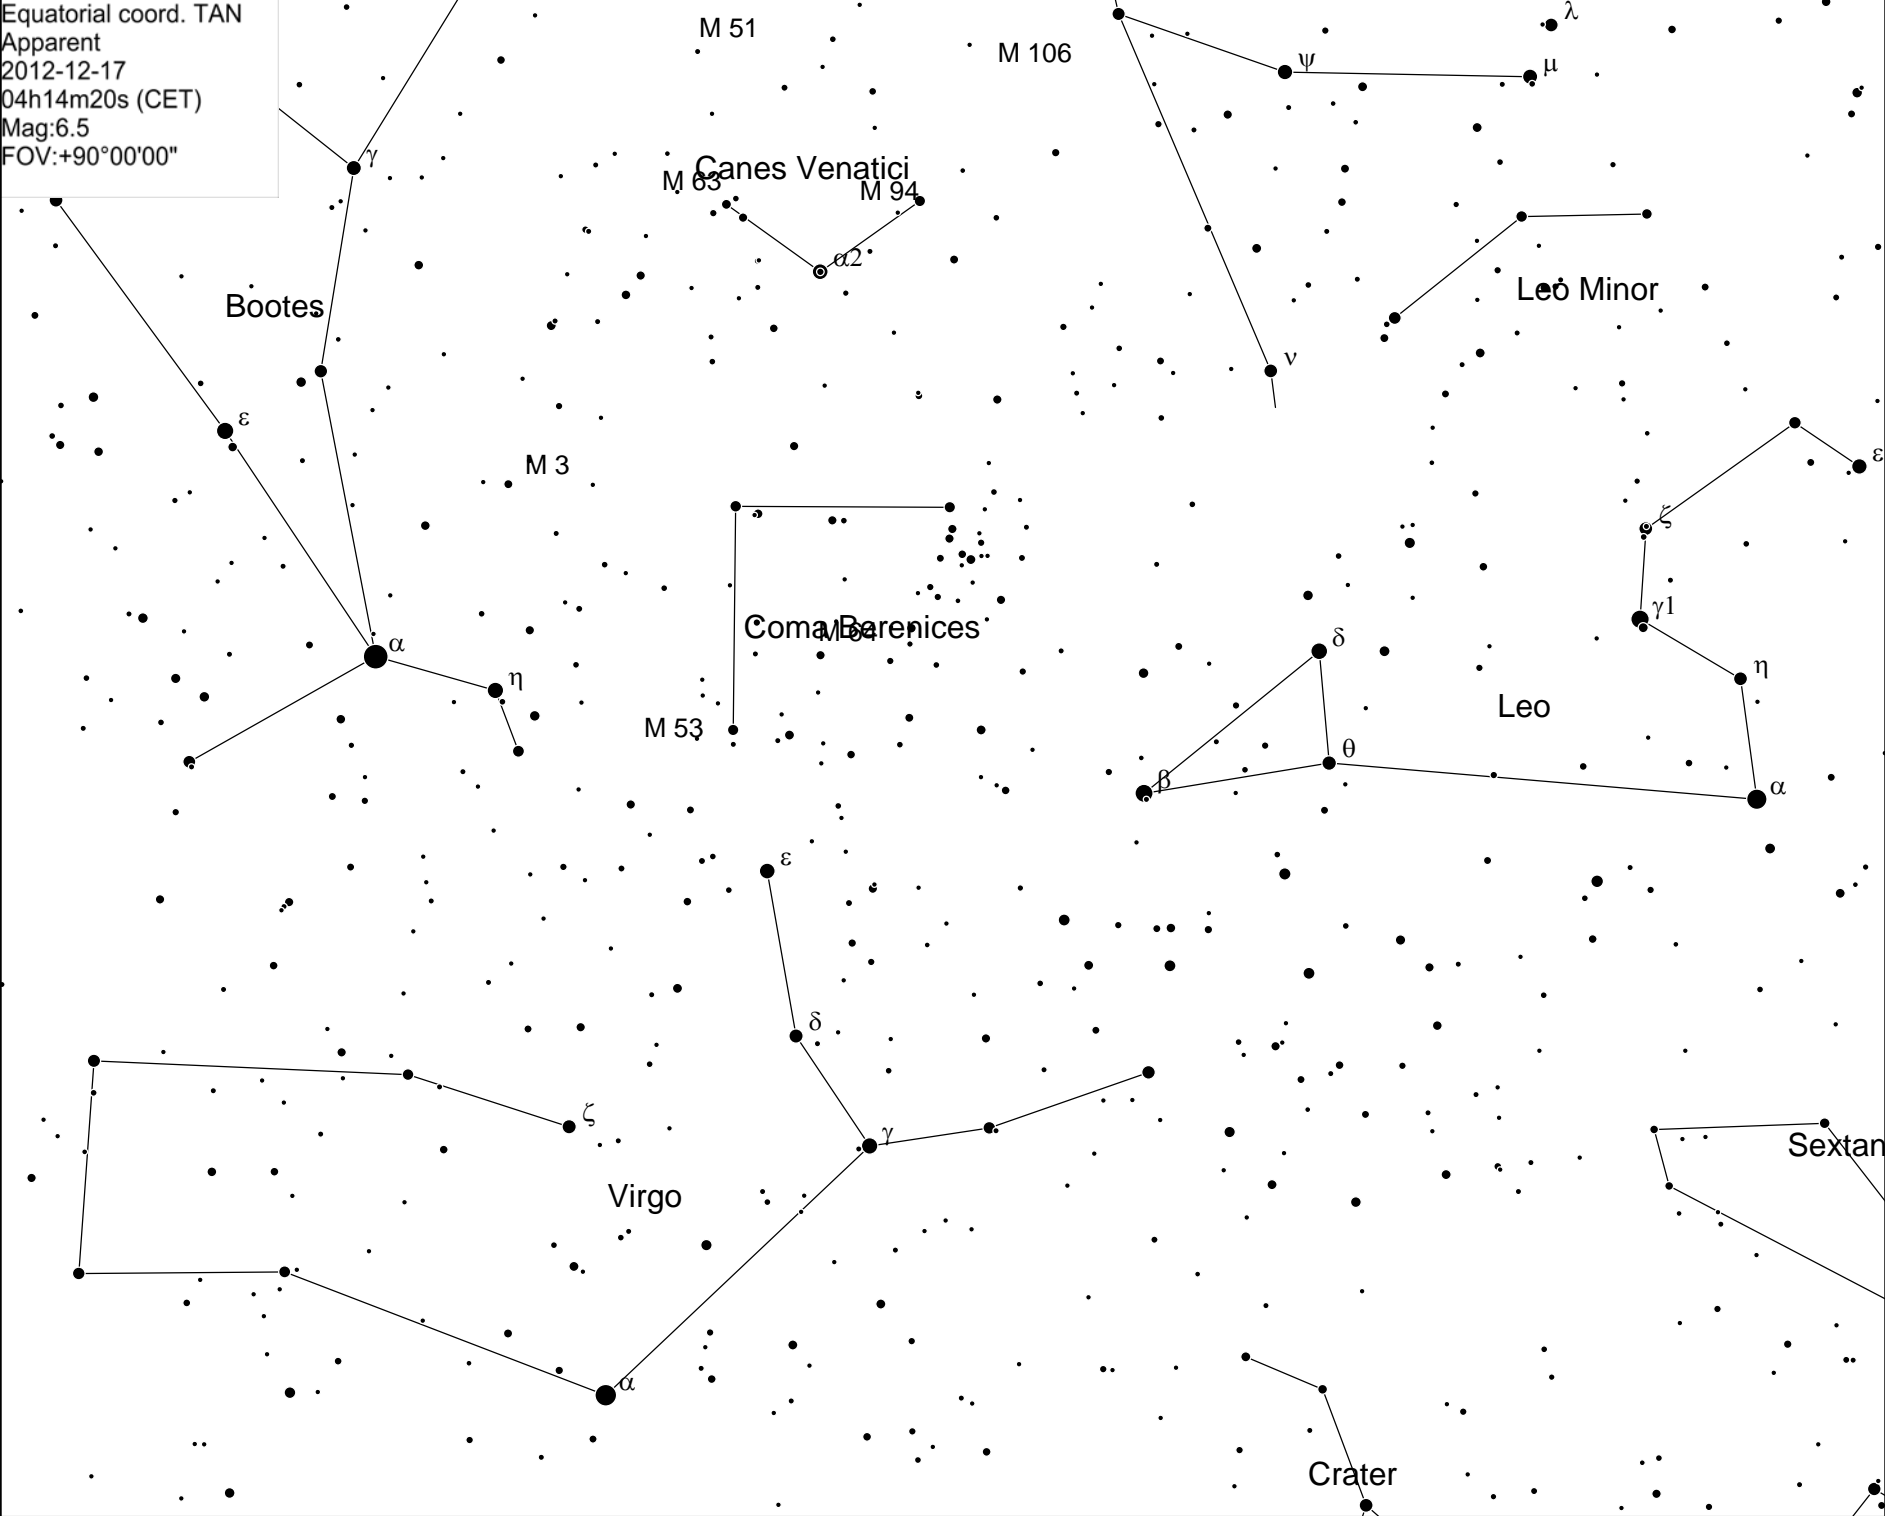 Equatorial coord. TAN
Apparent
2012-12-17
04h14m20s (CET)
Mag:6.5
FOV:+90°00'00"
λ
M 51
M 106
ψ
μ
γ
Canes Venatici
M 63
M 94
α2
Bootes
Leo Minor
ν
ε
ε
M 3
ζ
γ1
Coma Berenices
M 64
α
δ
η
η
Leo
M 53
θ
β
α
ε
δ
ζ
γ
Sextan
Virgo
α
Crater